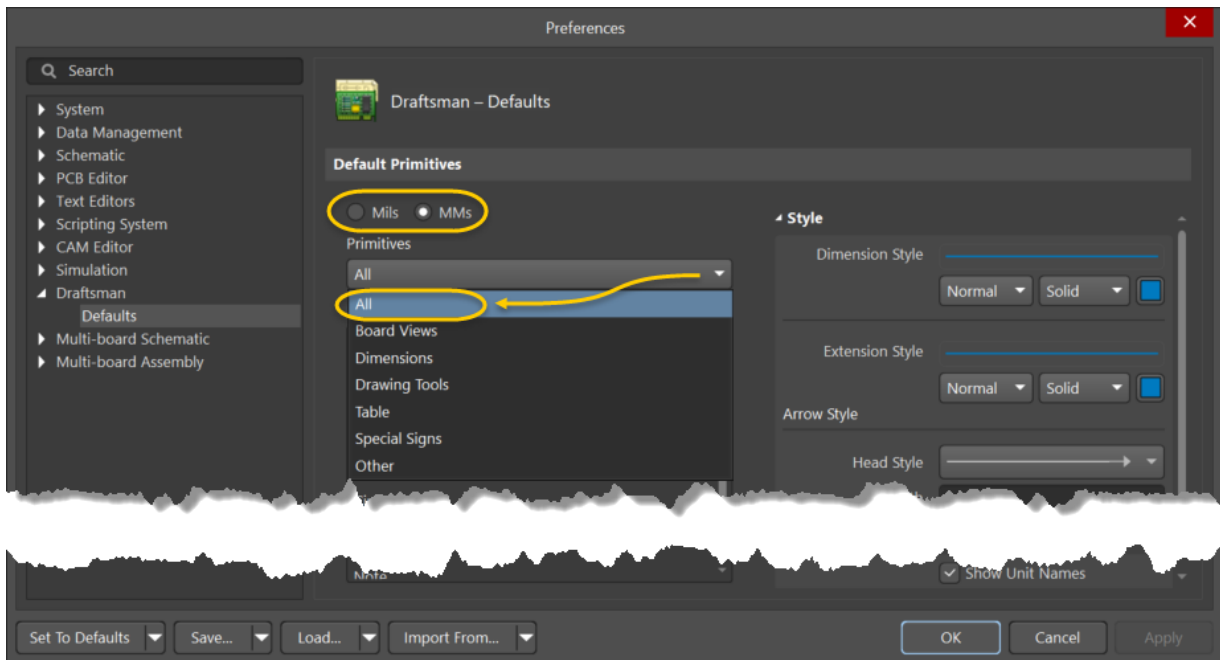 Preferences
Search
System
Data Management
Schematic
PCB Editor
Text Editors
Scripting System
CAM Editor
Simulation
Draftsman
Defaults
Multi-board Schematic
Multi-board Assembly
Draftsman – Defaults
Default Primitives
Mils MMs
Primitives
All
All
Board Views
Dimensions
Drawing Tools
Table
Special Signs
Other
Note
Style
Dimension Style
Normal Solid
Extension Style
Normal Solid
Arrow Style
Head Style
Show Unit Names
Set To Defaults Save... Load... Import From... OK Cancel Apply